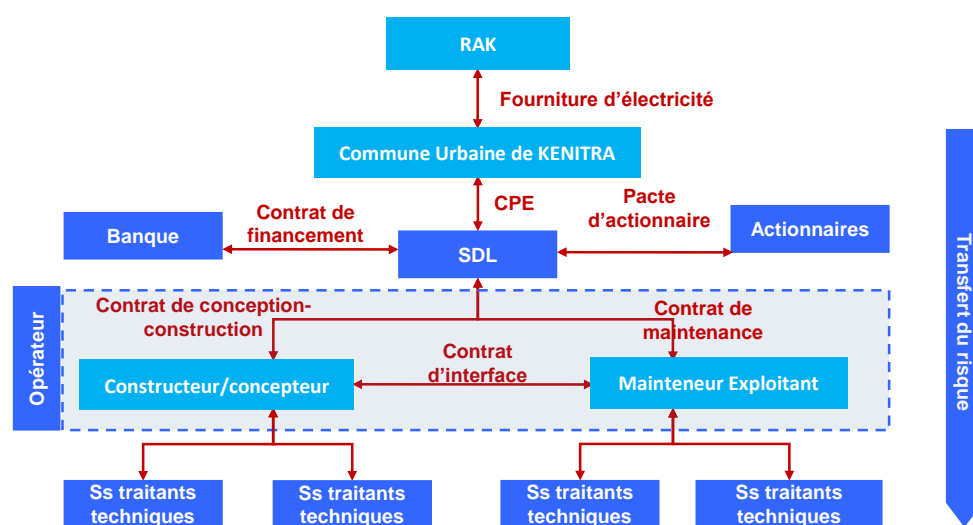 RAK
Fourniture d'électricité
Commune Urbaine de KENITRA
CPE
Pacte
d'actionnaire
Contrat de
financement
Banque
SDL
Actionnaires
Transfert du risque
Opérateur
Contrat de conception-
construction
Contrat de
maintenance
Contrat
d'interface
Constructeur/concepteur
Mainteneur Exploitant
Ss traitants
techniques
Ss traitants
techniques
Ss traitants
techniques
Ss traitants
techniques